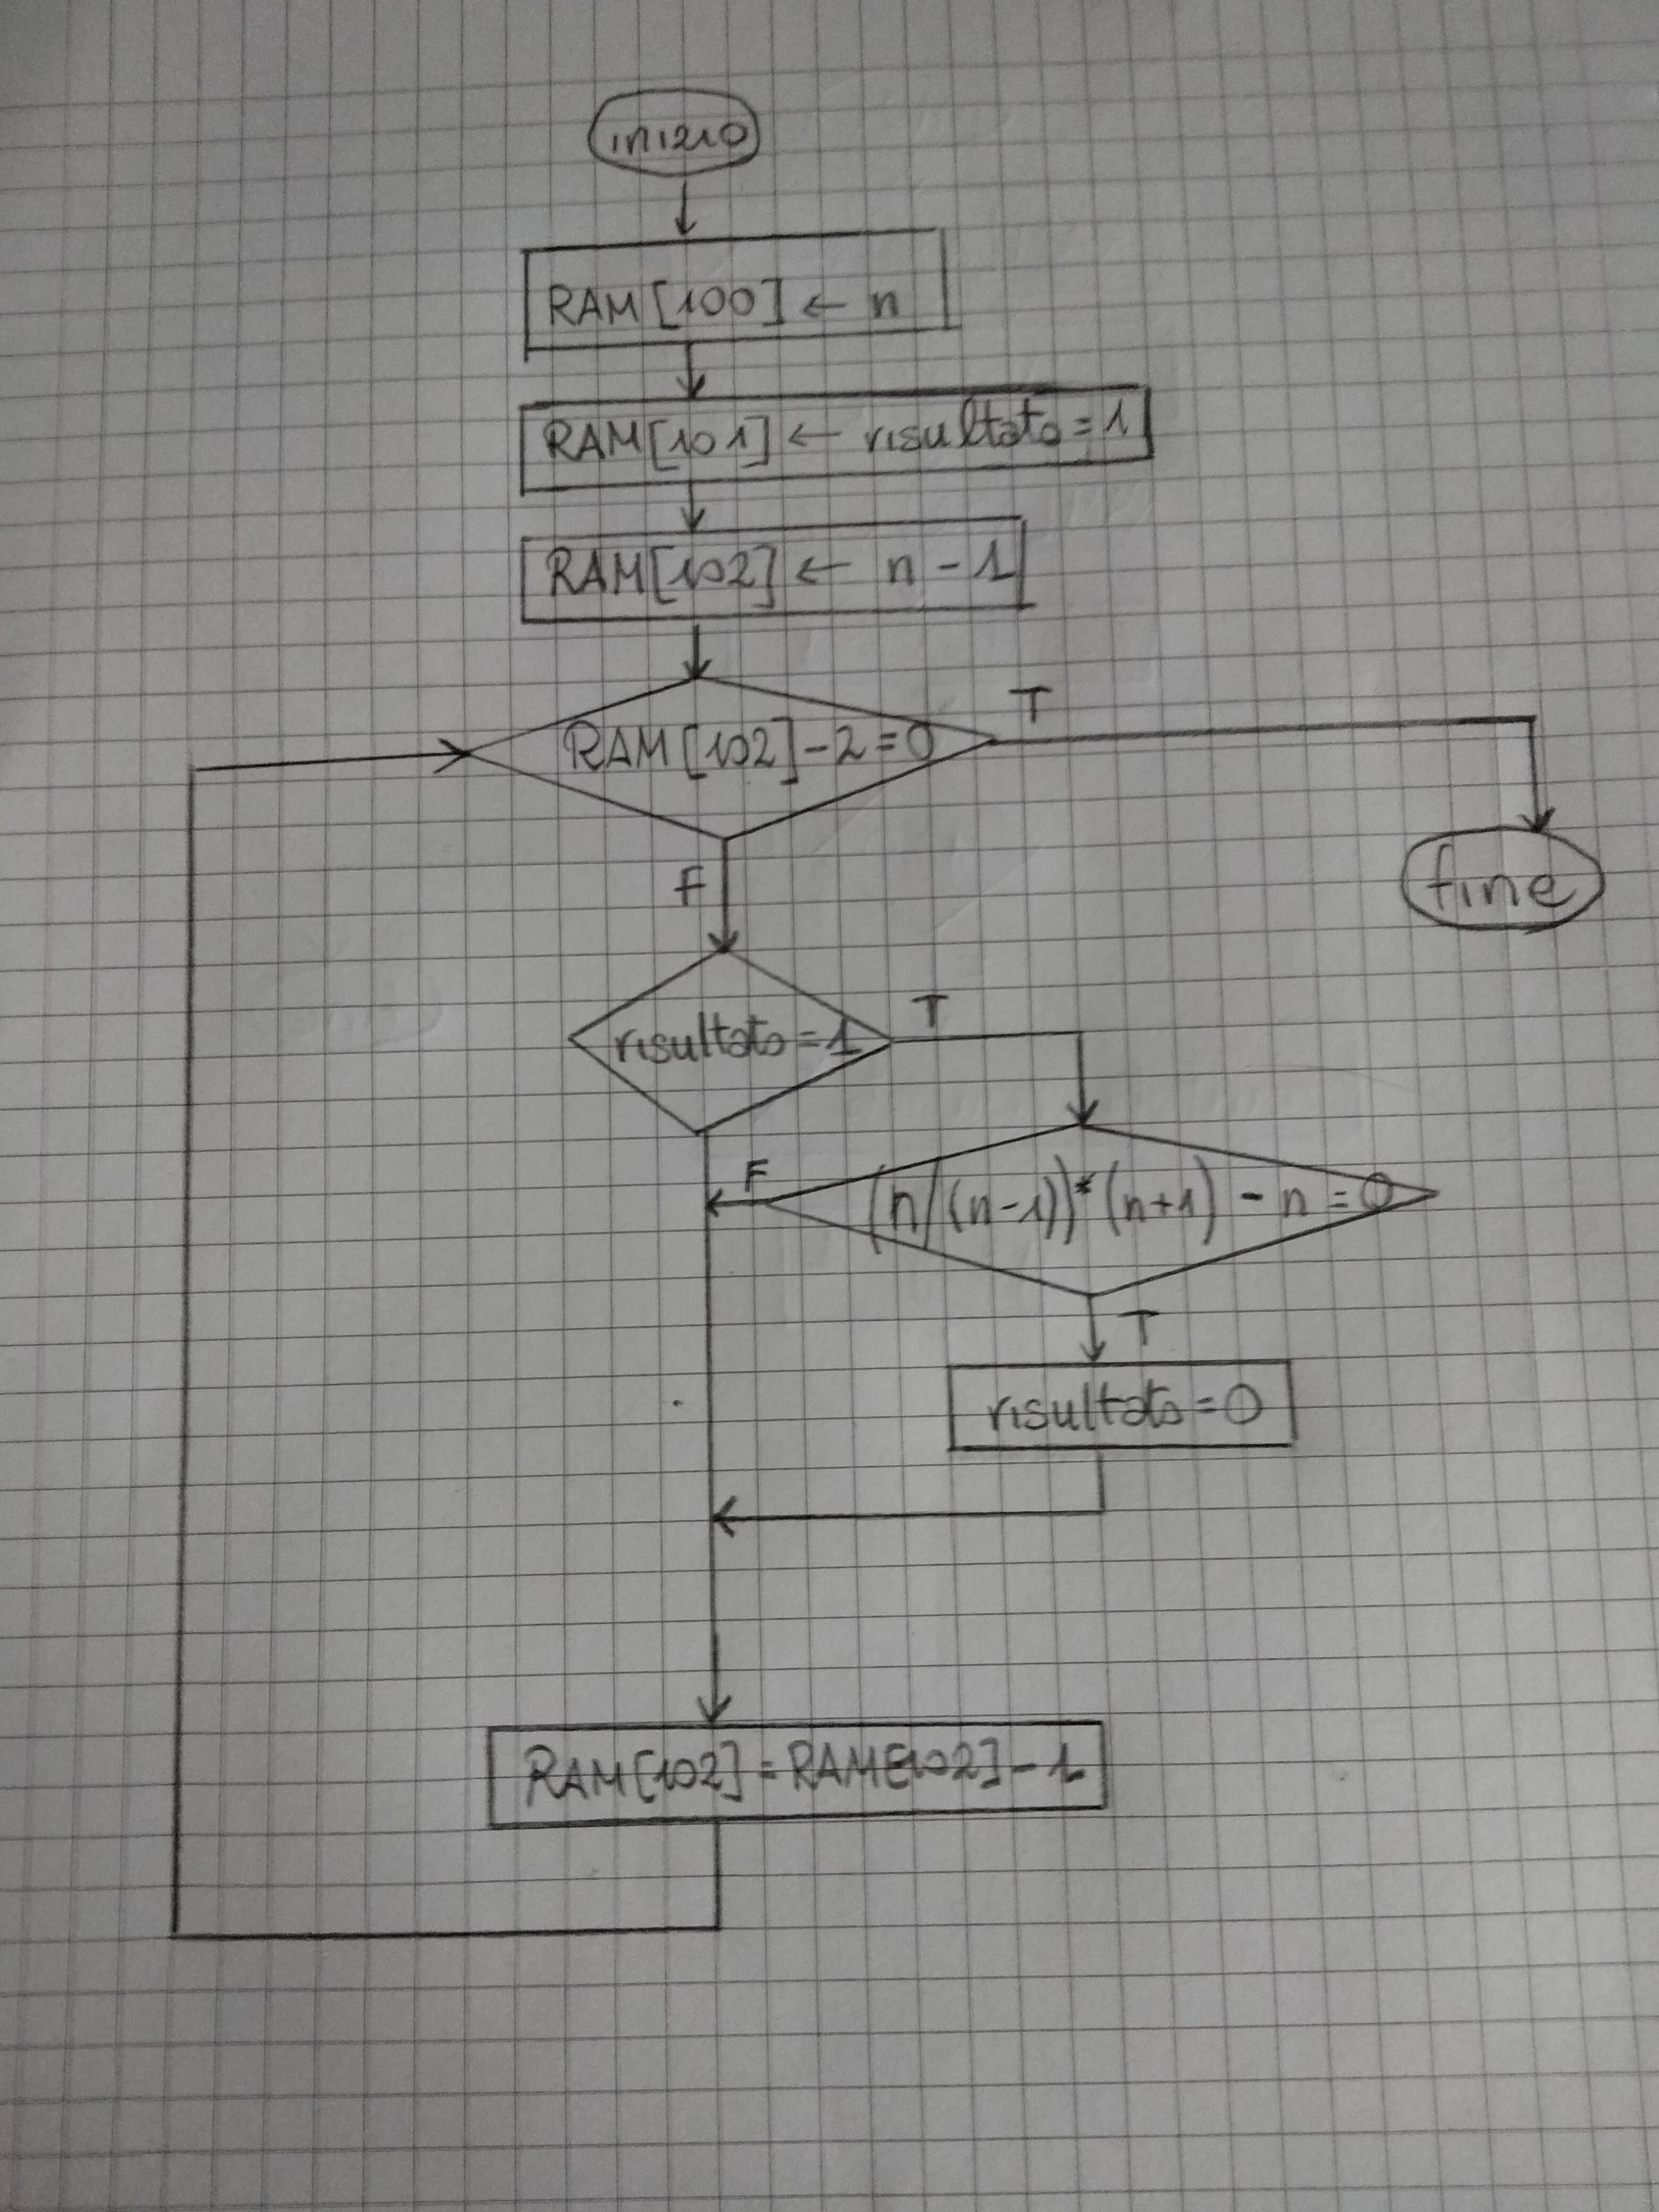 inizio
RAM[100] ← n
RAM[101] ← risultato = 1
RAM[102] ← n - 1
RAM[102] - 2 = 0
T
F
fine
risultato = 1
T
F
(n/(n-1))*(n+1) - n = 0
T
risultato = 0
RAM[102] = RAM[102] - 1